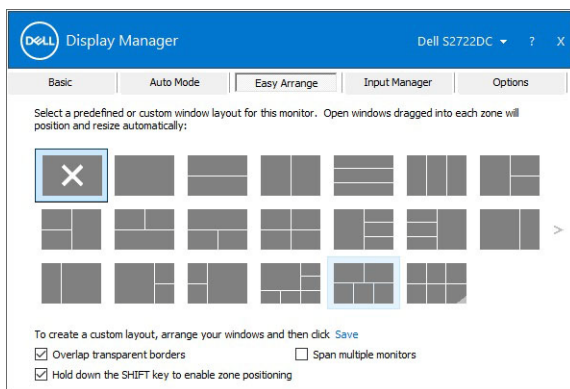 DELL Display Manager Dell S2722DC ? X
Basic Auto Mode Easy Arrange Input Manager Options
Select a predefined or custom window layout for this monitor. Open windows dragged into each zone will
position and resize automatically:
>
To create a custom layout, arrange your windows and then click Save
Overlap transparent borders Span multiple monitors
Hold down the SHIFT key to enable zone positioning